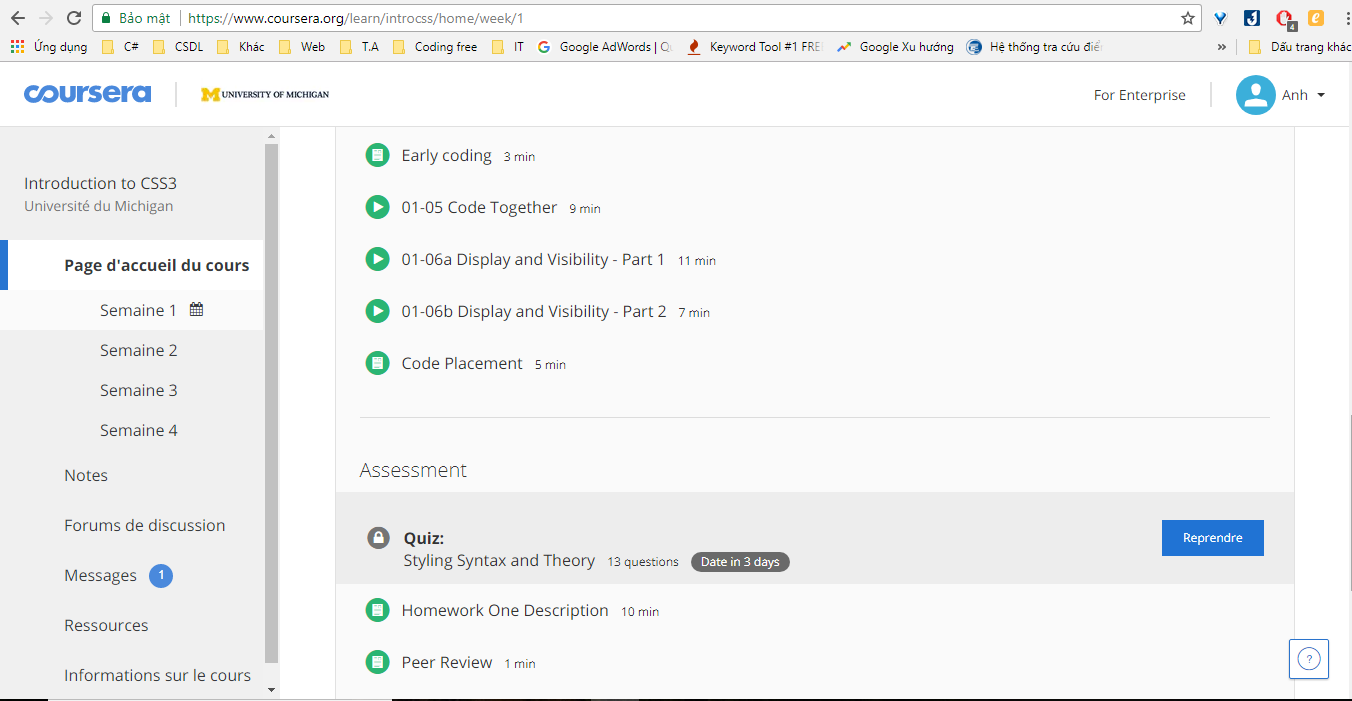 Bảo mật https://www.coursera.org/learn/introcss/home/week/1
4
Ứng dụng C# CSDL Khác Web T.A Coding free IT Google AdWords | Keyword Tool #1 FRE Google Xu hướng Hệ thống tra cứu » Dấu trang khác
coursera M UNIVERSITY OF MICHIGAN For Enterprise Anh
Introduction to CSS3
Université du Michigan
Page d'accueil du cours
Semaine 1
Semaine 2
Semaine 3
Semaine 4
Notes
Forums de discussion
Messages 1
Ressources
Informations sur le cours
Early coding 3 min
01-05 Code Together 9 min
01-06a Display and Visibility - Part 1 11 min
01-06b Display and Visibility - Part 2 7 min
Code Placement 5 min
Assessment
Quiz:
Styling Syntax and Theory 13 questions Date in 3 days
Reprendre
Homework One Description 10 min
Peer Review 1 min
?